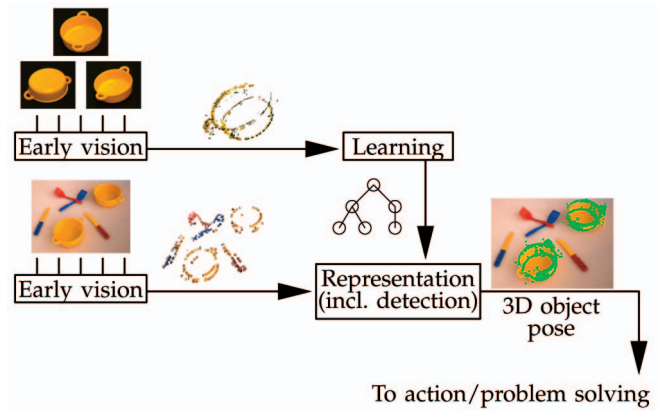 Early vision
Learning
Early vision
Representation
(incl. detection)
3D object
pose
To action/problem solving